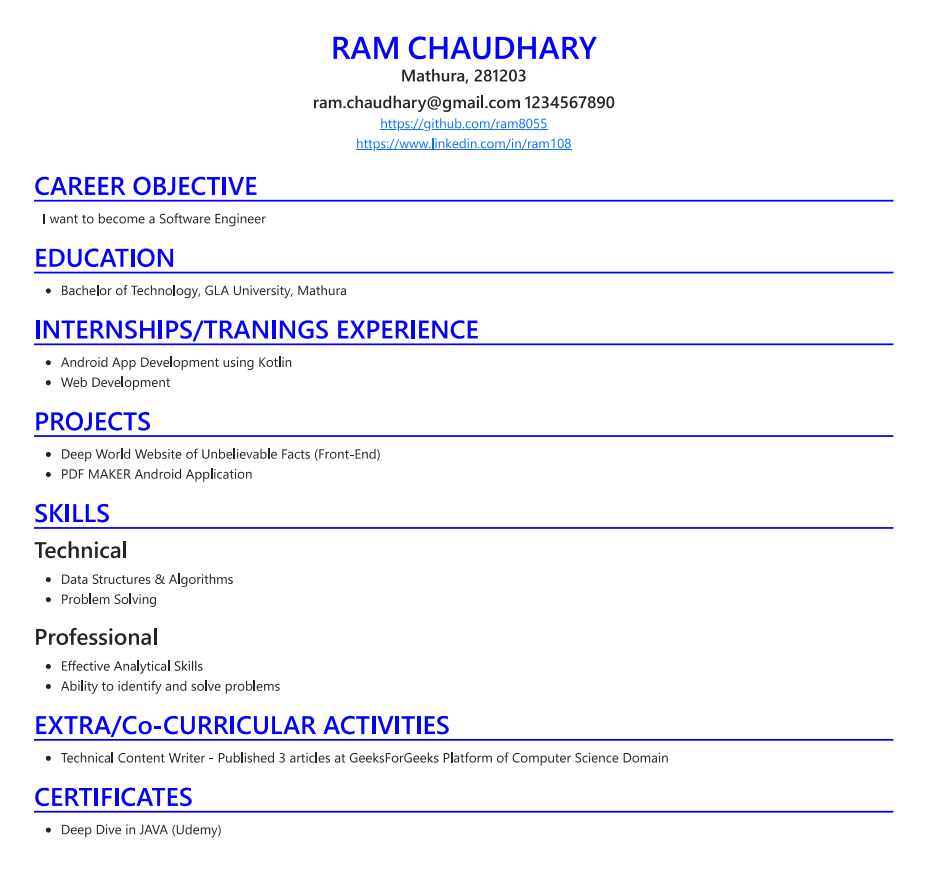 RAM CHAUDHARY
Mathura, 281203
ram.chaudhary@gmail.com 1234567890
https://github.com/ram8055
https://www.linkedin.com/in/ram108
CAREER OBJECTIVE
I want to become a Software Engineer
EDUCATION
• Bachelor of Technology, GLA University, Mathura
INTERNSHIPS/TRANINGS EXPERIENCE
• Android App Development using Kotlin
• Web Development
PROJECTS
• Deep World Website of Unbelievable Facts (Front-End)
• PDF MAKER Android Application
SKILLS
Technical
• Data Structures & Algorithms
• Problem Solving
Professional
• Effective Analytical Skills
• Ability to identify and solve problems
EXTRA/Co-CURRICULAR ACTIVITIES
• Technical Content Writer - Published 3 articles at GeeksForGeeks Platform of Computer Science Domain
CERTIFICATES
• Deep Dive in JAVA (Udemy)